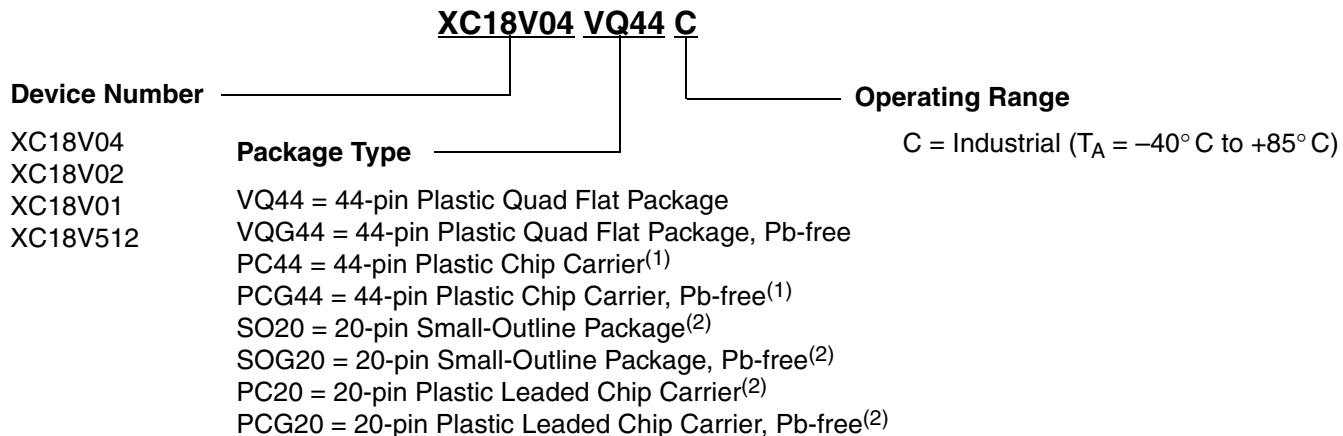 XC18V04 VQ44 C
Device Number
XC18V04
XC18V02
XC18V01
XC18V512
Package Type
VQ44 = 44-pin Plastic Quad Flat Package
VQG44 = 44-pin Plastic Quad Flat Package, Pb-free
PC44 = 44-pin Plastic Chip Carrier(1)
PCG44 = 44-pin Plastic Chip Carrier, Pb-free(1)
SO20 = 20-pin Small-Outline Package(2)
SOG20 = 20-pin Small-Outline Package, Pb-free(2)
PC20 = 20-pin Plastic Leaded Chip Carrier(2)
PCG20 = 20-pin Plastic Leaded Chip Carrier, Pb-free(2)
Operating Range
C = Industrial (TA = –40° C to +85° C)